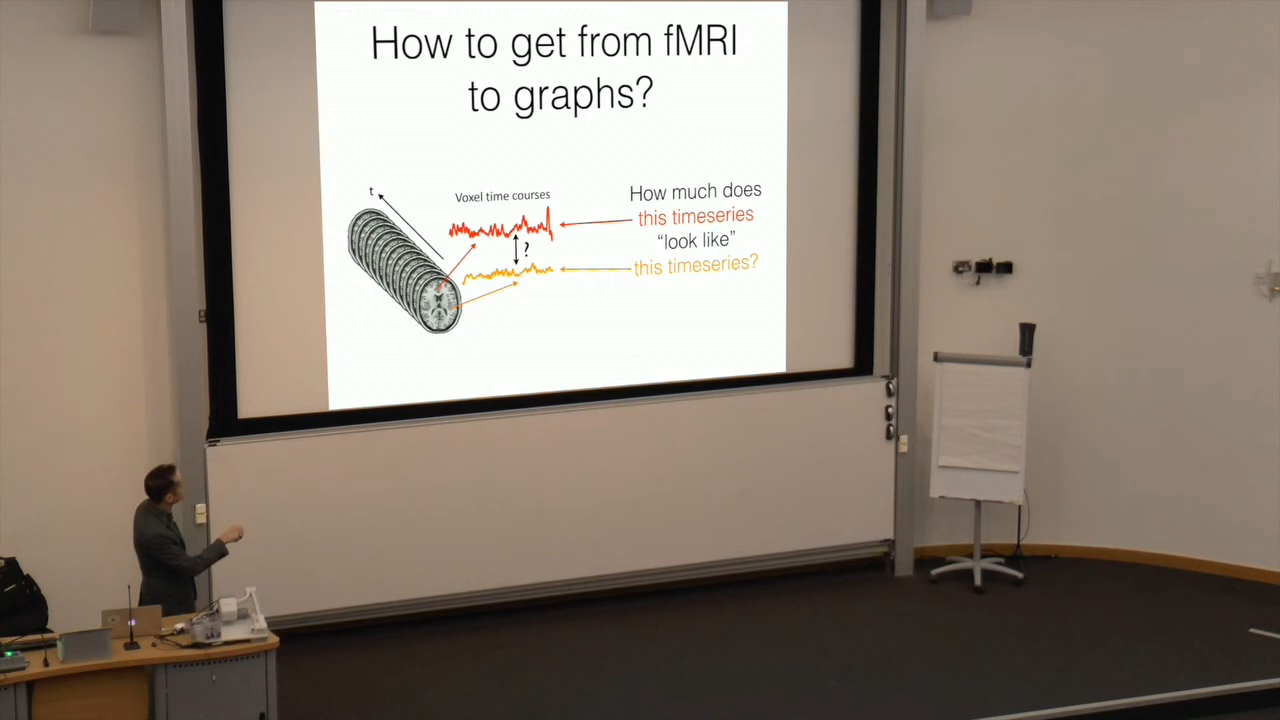 How to get from fMRI
to graphs?
t
Voxel time courses
?
How much does
this timeseries
“look like”
this timeseries?